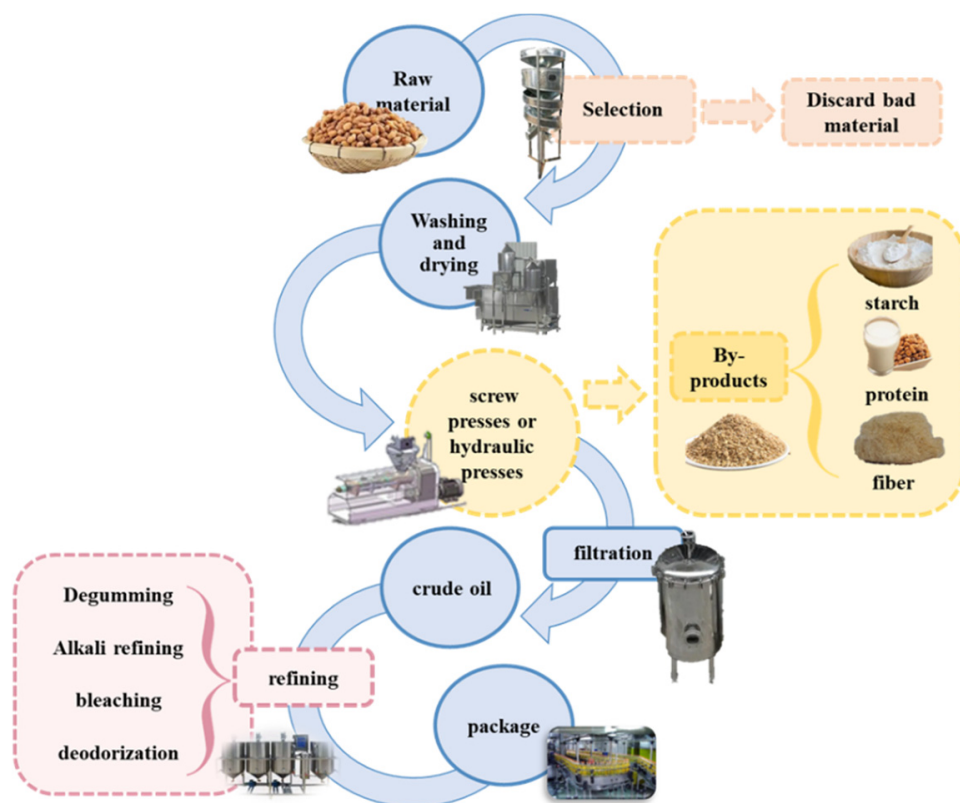 Raw
material
Selection
Discard bad
material
Washing
and
drying
screw
presses or
hydraulic
presses
By-
products
starch
protein
fiber
filtration
crude oil
refining
Degumming
Alkali refining
bleaching
deodorization
package